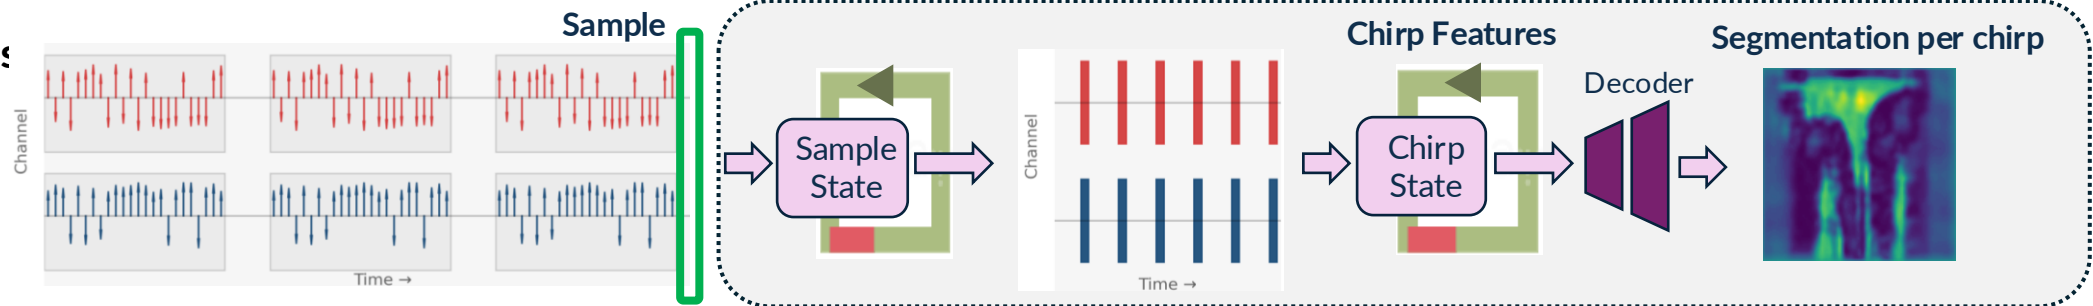 Sample
Channel
Time →
Sample
State
Channel
Time →
Chirp Features
Chirp
State
Decoder
Segmentation per chirp